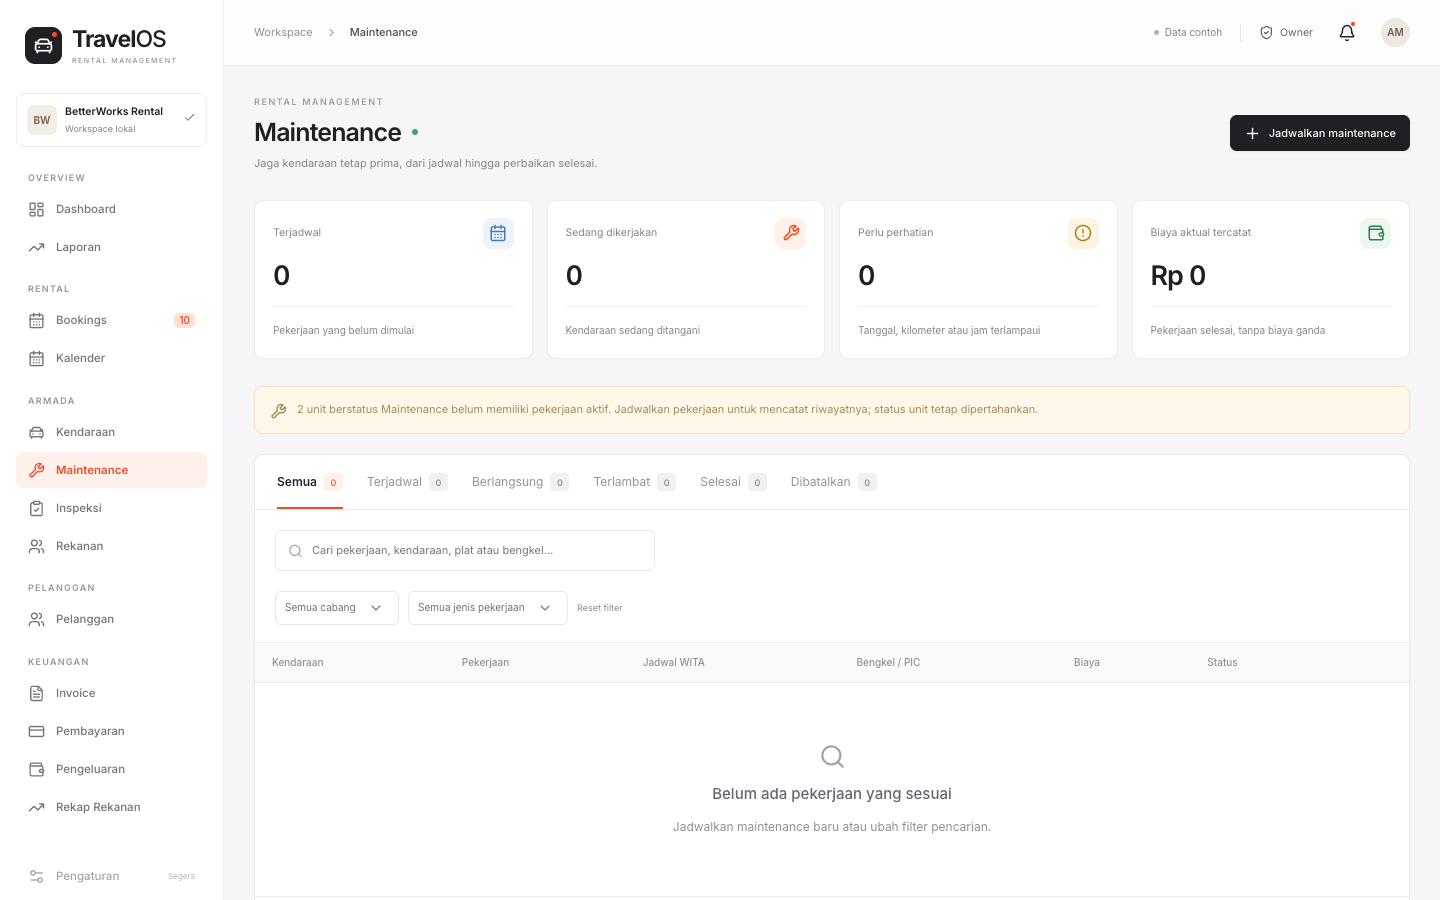 TravelOS
RENTAL MANAGEMENT
BW
BetterWorks Rental
Workspace lokal
OVERVIEW
Dashboard
Laporan
RENTAL
Bookings 10
Kalender
ARMADA
Kendaraan
Maintenance
Inspeksi
Rekanan
PELANGGAN
Pelanggan
KEUANGAN
Invoice
Pembayaran
Pengeluaran
Rekap Rekanan
Pengaturan Segera
Workspace > Maintenance
Data contoh
Owner
AM
RENTAL MANAGEMENT
Maintenance
Jaga kendaraan tetap prima, dari jadwal hingga perbaikan selesai.
Jadwalkan maintenance
Terjadwal
0
Pekerjaan yang belum dimulai
Sedang dikerjakan
0
Kendaraan sedang ditangani
Perlu perhatian
0
Tanggal, kilometer atau jam terlampaui
Biaya aktual tercatat
Rp 0
Pekerjaan selesai, tanpa biaya ganda
2 unit berstatus Maintenance belum memiliki pekerjaan aktif. Jadwalkan pekerjaan untuk mencatat riwayatnya; status unit tetap dipertahankan.
Semua 0 Terjadwal 0 Berlangsung 0 Terlambat 0 Selesai 0 Dibatalkan 0
Cari pekerjaan, kendaraan, plat atau bengkel...
Semua cabang Semua jenis pekerjaan Reset filter
Kendaraan Pekerjaan Jadwal WITA Bengkel / PIC Biaya Status
Belum ada pekerjaan yang sesuai
Jadwalkan maintenance baru atau ubah filter pencarian.